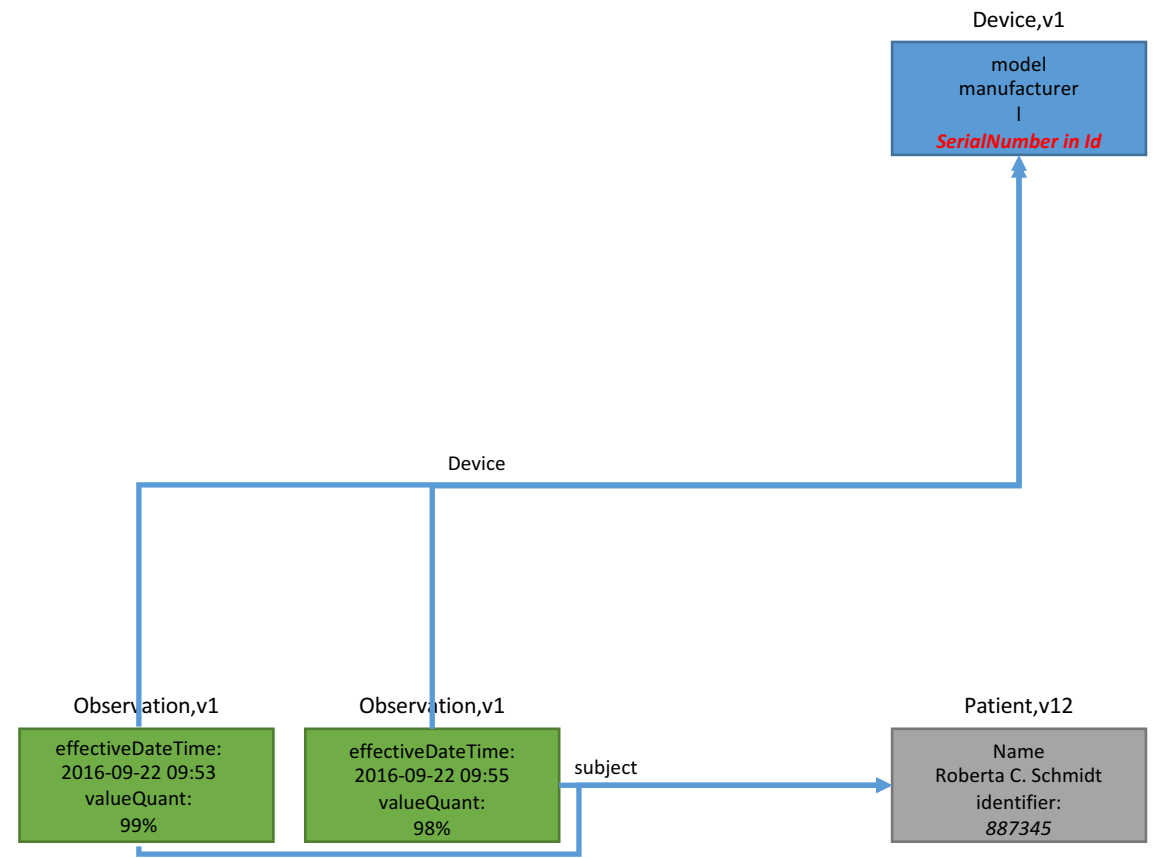 Device,v1
model
manufacturer
I
SerialNumber in Id
Device
Observation,v1
effectiveDateTime:
2016-09-22 09:53
valueQuant:
99%
Observation,v1
effectiveDateTime:
2016-09-22 09:55
valueQuant:
98%
subject
Patient,v12
Name
Roberta C. Schmidt
identifier:
887345